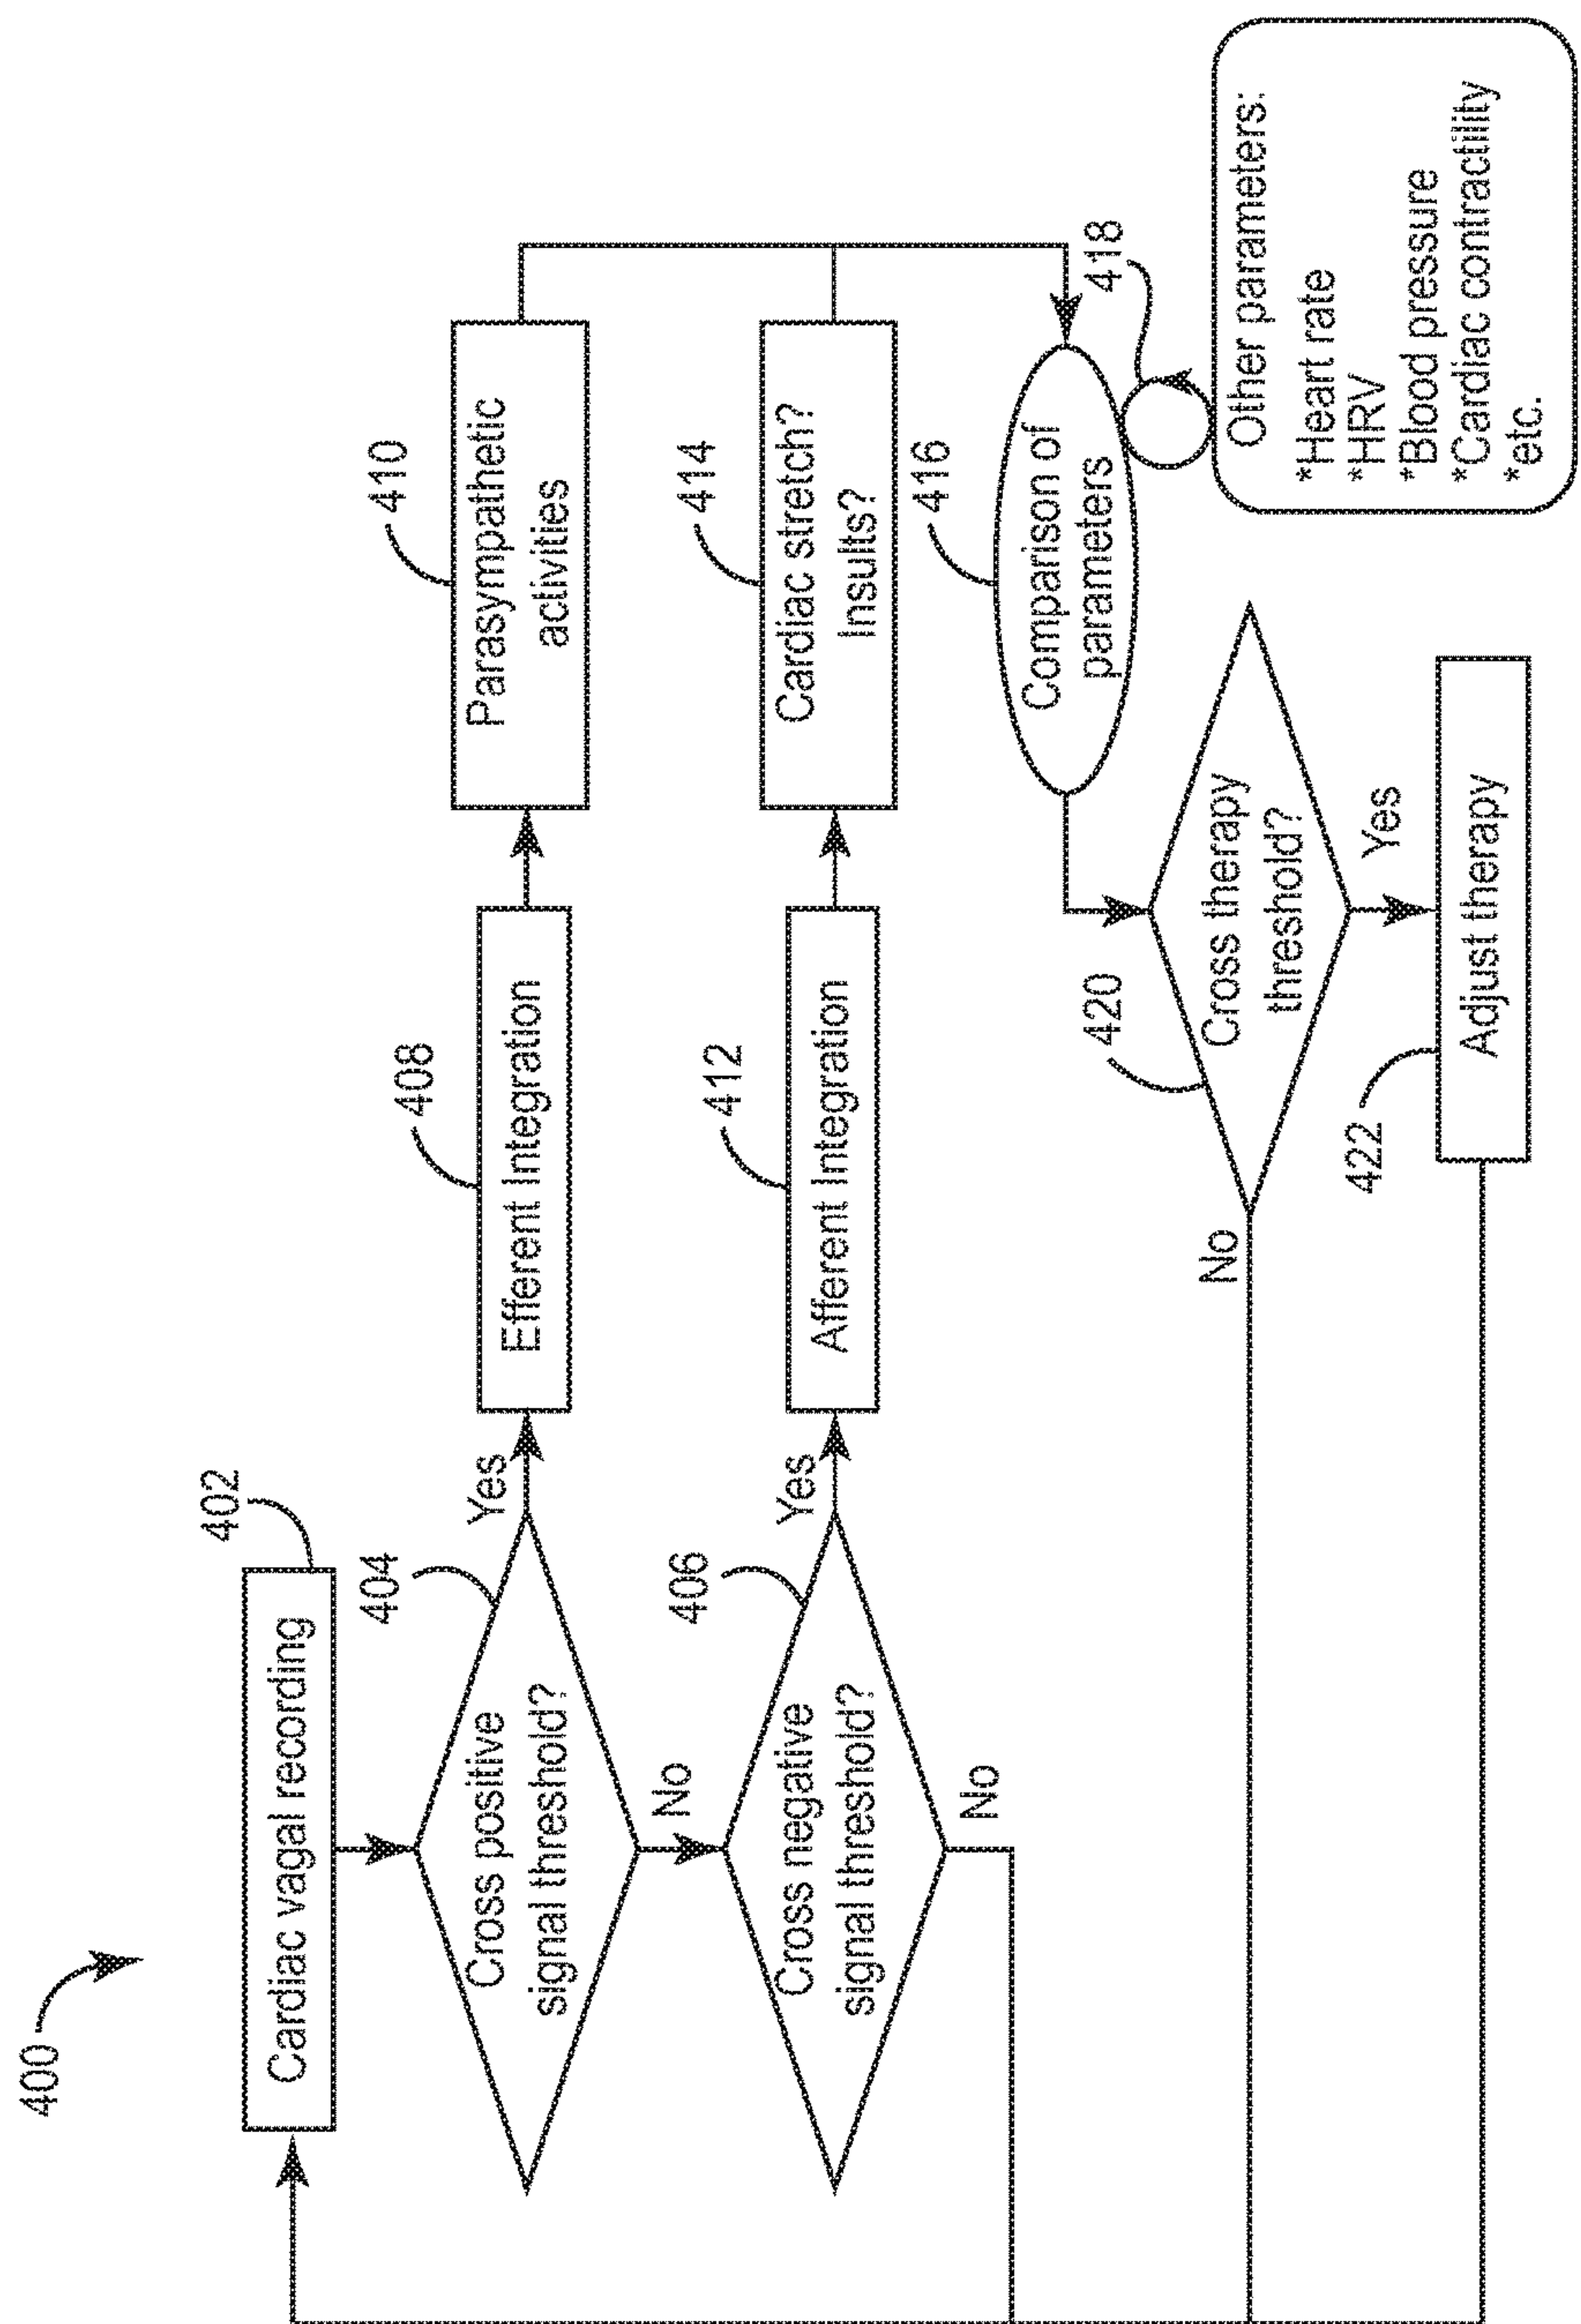 400
Cardiac vagal recording
402
Cross positive
signal threshold?
404
Yes
Efferent Integration
408
Parasympathetic
activities
410
No
Cross negative
signal threshold?
406
Yes
Afferent Integration
412
Cardiac stretch?
Insults?
414
No
Comparison of
parameters
416
418
Other parameters:
*Heart rate
*HRV
*Blood pressure
*Cardiac contractility
*etc.
Cross therapy
threshold?
420
No
Yes
Adjust therapy
422